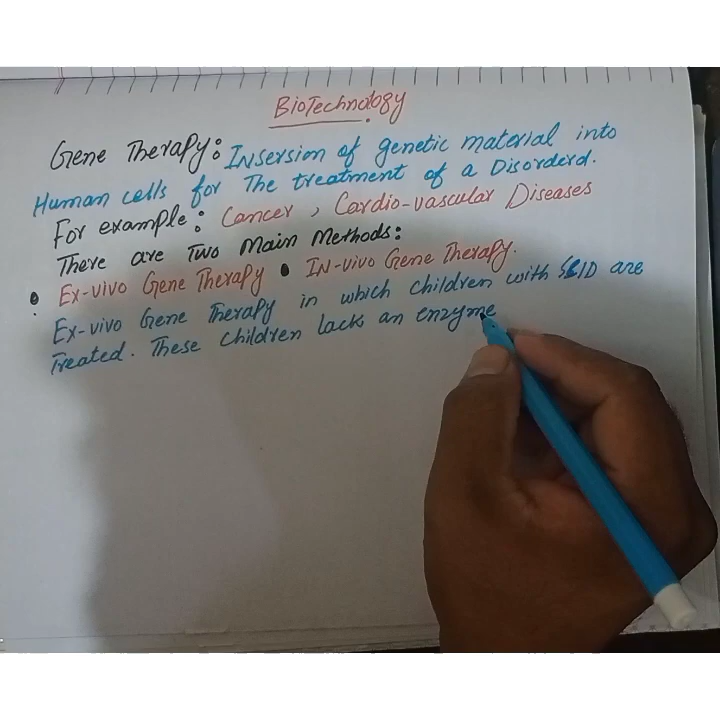 BioTechnology
Gene Therapy: Insersion of genetic material into
Human cells for The treatment of a Disorderd.
For example: Cancer, Cardio-vascular Diseases
There are Two Main Methods:
• Ex-vivo Gene Therapy • IN-vivo Gene Therapy.
Ex-vivo Gene Therapy in which children with SCID are
Treated. These children lack an enzyme